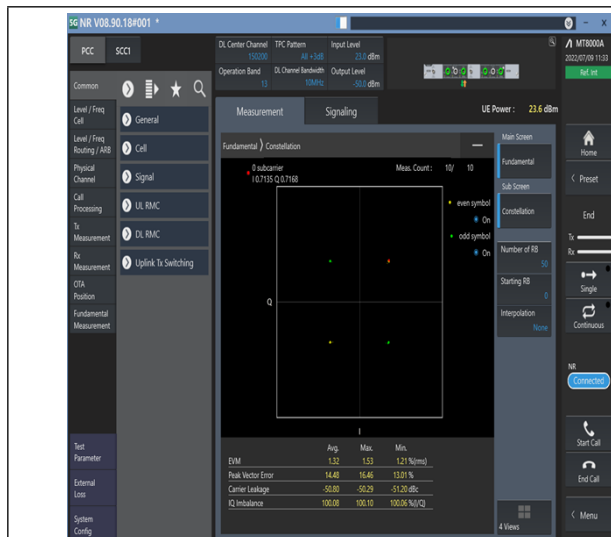 SG NR V08.90.18#001 *
PCC SCC1
DL Center Channel TPC Pattern Input Level
150200 All +3dB 23.0 dBm
Operation Band DL Channel Bandwidth Output Level
13 10MHz -50.0 dBm
MT8000A
2022/07/09 11:33
Ref. int
Common
Level / Freq
Cell
Level / Freq
Routing / ARB
Physical
Channel
Call
Processing
Tx
Measurement
Rx
Measurement
OTA
Position
Fundamental
Measurement
Test
Parameter
External
Loss
System
Config
General
Cell
Signal
UL RMC
DL RMC
Uplink Tx Switching
Measurement Signaling UE Power : 23.6 dBm
Fundamental ⟩ Constellation
0 subcarrier Meas. Count : 10/ 10
I 0.7135 Q 0.7168
even symbol
On
odd symbol
On
Q
I
Avg. Max. Min.
EVM 1.32 1.53 1.21 %(rms)
Peak Vector Error 14.48 16.46 13.01 %
Carrier Leakage -50.80 -50.29 -51.20 dBc
IQ Imbalance 100.08 100.10 100.06 %(I/Q)
Main Screen
Fundamental
Sub Screen
Constellation
Number of RB
50
Starting RB
0
Interpolation
None
4 Views
Home
Preset
End
Tx
Rx
Single
Continuous
NR
Connected
Start Call
End Call
Menu